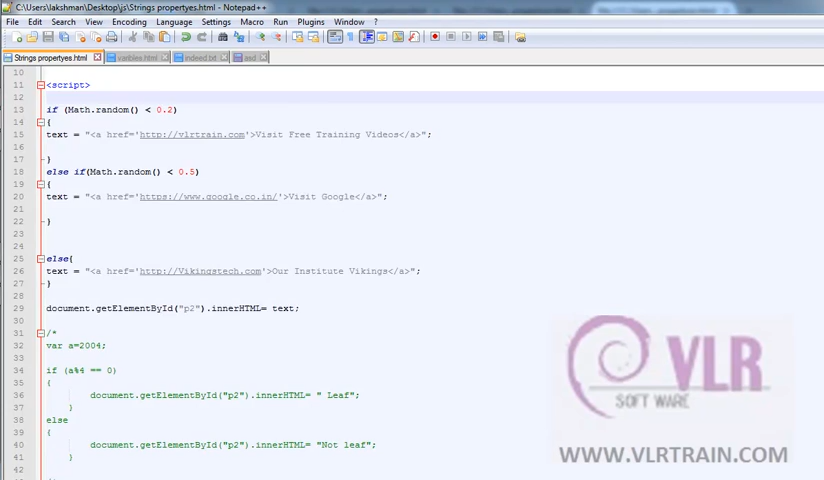 C:\Users\lakshman\Desktop\js\Strings propertyes.html - Notepad++
File Edit Search View Encoding Language Settings Macro Run Plugins Window ?
Strings propertyes.html varibles.html indeed.txt asd
10
11 <script>
12
13 if (Math.random() < 0.2)
14 {
15 text = "<a href='http://vlrtrain.com'>Visit Free Training Videos</a>";
16
17 }
18 else if(Math.random() < 0.5)
19 {
20 text = "<a href='https://www.google.co.in/'>Visit Google</a>";
21
22 }
23
24
25 else{
26 text = "<a href='http://Vikingstech.com'>Our Institute Vikings</a>";
27 }
28
29 document.getElementById("p2").innerHTML= text;
30
31 /*
32 var a=2004;
33
34 if (a%4 == 0)
35 {
36 document.getElementById("p2").innerHTML= " Leaf";
37 }
38 else
39 {
40 document.getElementById("p2").innerHTML= "Not leaf";
41 }
42
VLR
SOFT WARE
WWW.VLRTRAIN.COM